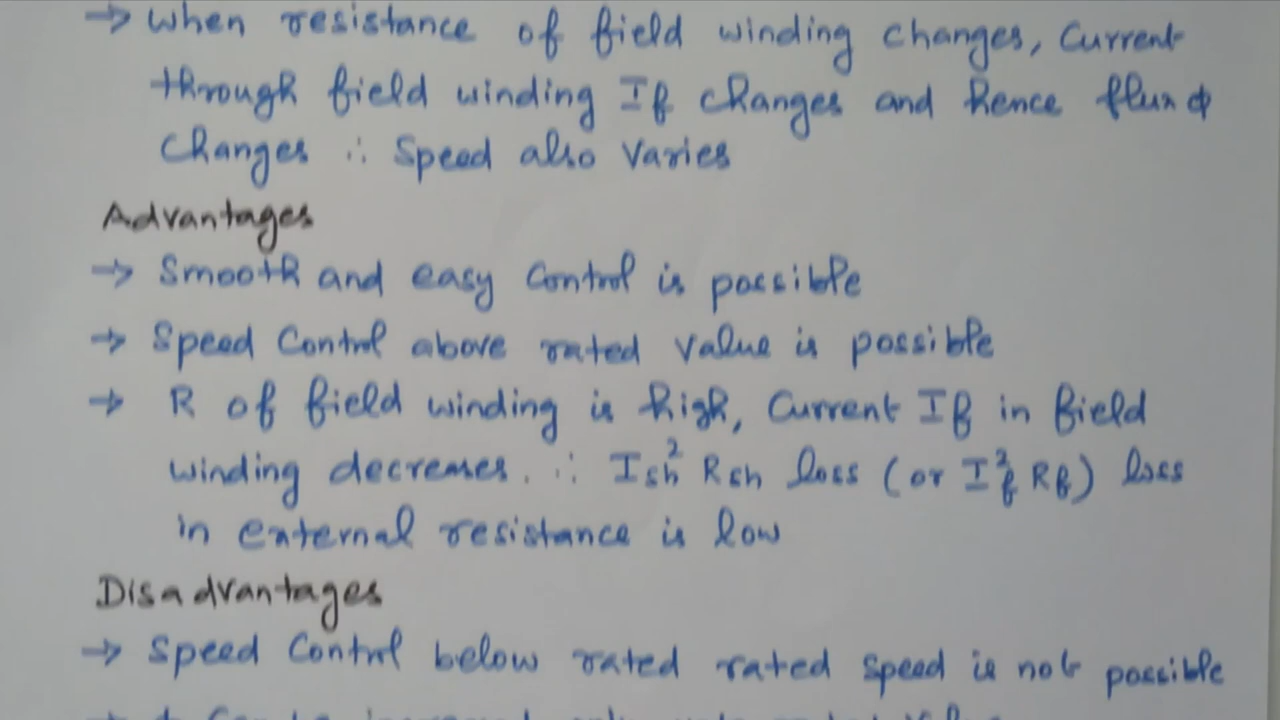 → When resistance of field winding changes, Current
through field winding If changes and hence flux ϕ
changes ∴ Speed also varies
Advantages
→ Smooth and easy Control is possible
→ Speed Control above rated value is possible
→ R of field winding is high, Current If in field
winding decreases. ∴ Ish² Rsh loss (or I²f Rf) loss
in external resistance is low
Disadvantages
→ Speed Control below rated rated speed is not possible